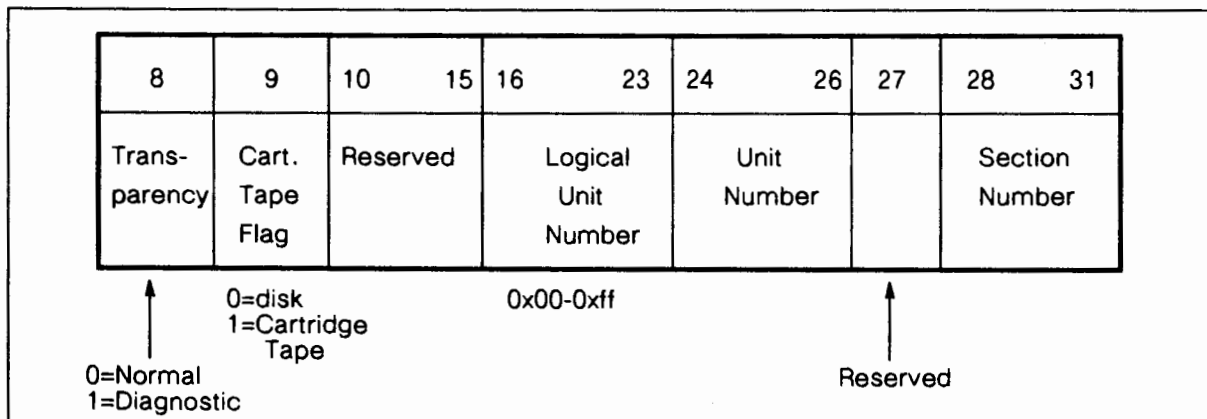 8 9 10 15 16 23 24 26 27 28 31
Trans- Cart. Reserved Logical Unit Section
parency Tape Unit Number Number
Flag Number
0=disk 0x00-0xff
1=Cartridge
Tape
0=Normal Reserved
1=Diagnostic